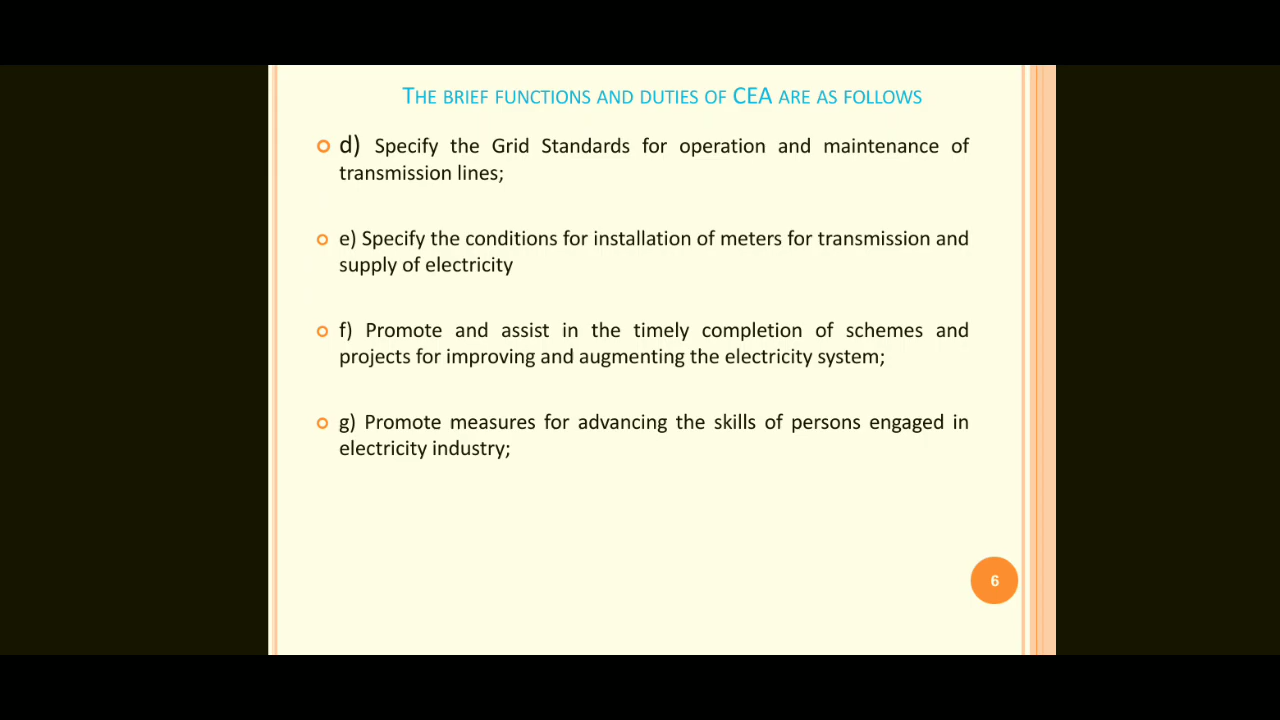 THE BRIEF FUNCTIONS AND DUTIES OF CEA ARE AS FOLLOWS
d) Specify the Grid Standards for operation and maintenance of
transmission lines;
e) Specify the conditions for installation of meters for transmission and
supply of electricity
f) Promote and assist in the timely completion of schemes and
projects for improving and augmenting the electricity system;
g) Promote measures for advancing the skills of persons engaged in
electricity industry;
6